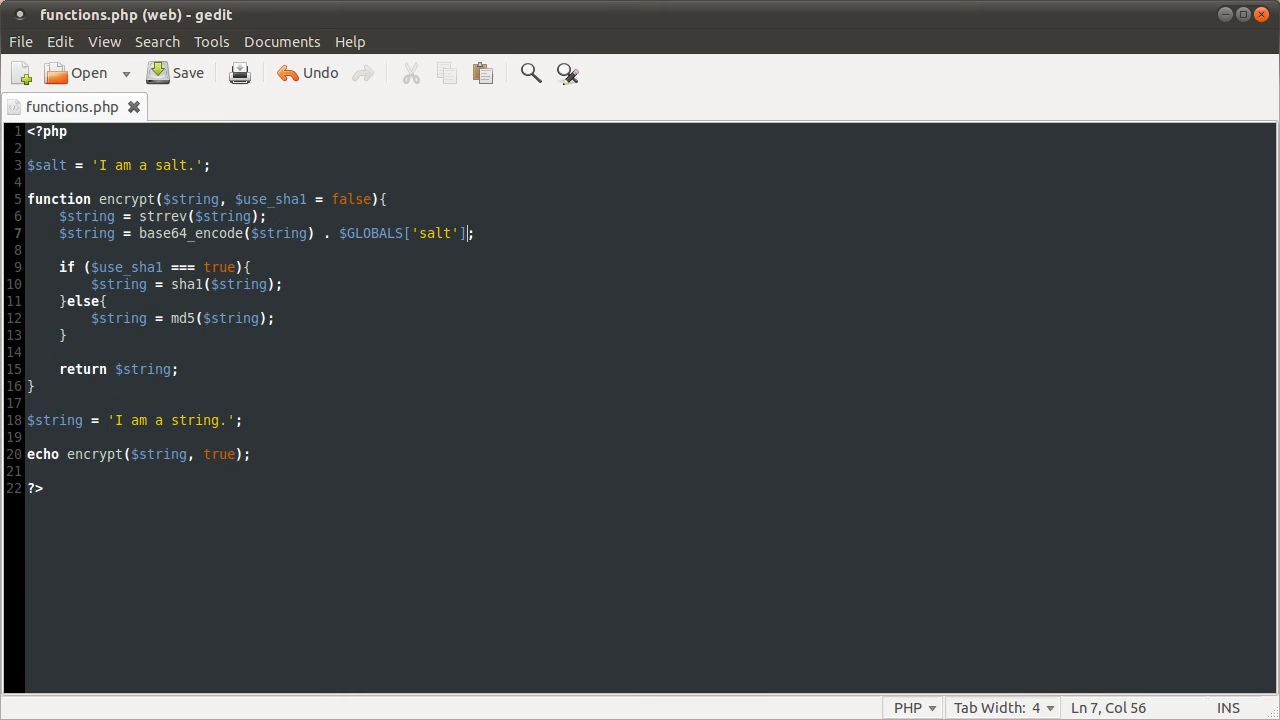 functions.php (web) - gedit
File Edit View Search Tools Documents Help
Open Save Undo
functions.php
1 <?php
2
3 $salt = 'I am a salt.';
4
5 function encrypt($string, $use_sha1 = false){
6     $string = strrev($string);
7     $string = base64_encode($string) . $GLOBALS['salt'];
8
9     if ($use_sha1 === true){
10         $string = sha1($string);
11     }else{
12         $string = md5($string);
13     }
14
15     return $string;
16 }
17
18 $string = 'I am a string.';
19
20 echo encrypt($string, true);
21
22 ?>
PHP Tab Width: 4 Ln 7, Col 56 INS